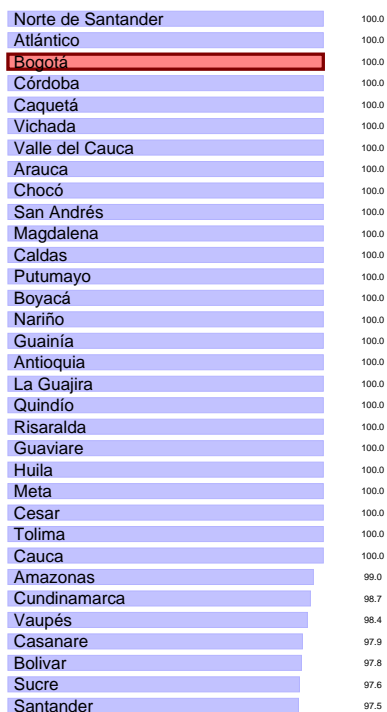 Norte de Santander 100.0
Atlántico 100.0
Bogotá 100.0
Córdoba 100.0
Caquetá 100.0
Vichada 100.0
Valle del Cauca 100.0
Arauca 100.0
Chocó 100.0
San Andrés 100.0
Magdalena 100.0
Caldas 100.0
Putumayo 100.0
Boyacá 100.0
Nariño 100.0
Guainía 100.0
Antioquia 100.0
La Guajira 100.0
Quindío 100.0
Risaralda 100.0
Guaviare 100.0
Huila 100.0
Meta 100.0
Cesar 100.0
Tolima 100.0
Cauca 100.0
Amazonas 99.0
Cundinamarca 98.7
Vaupés 98.4
Casanare 97.9
Bolivar 97.8
Sucre 97.6
Santander 97.5